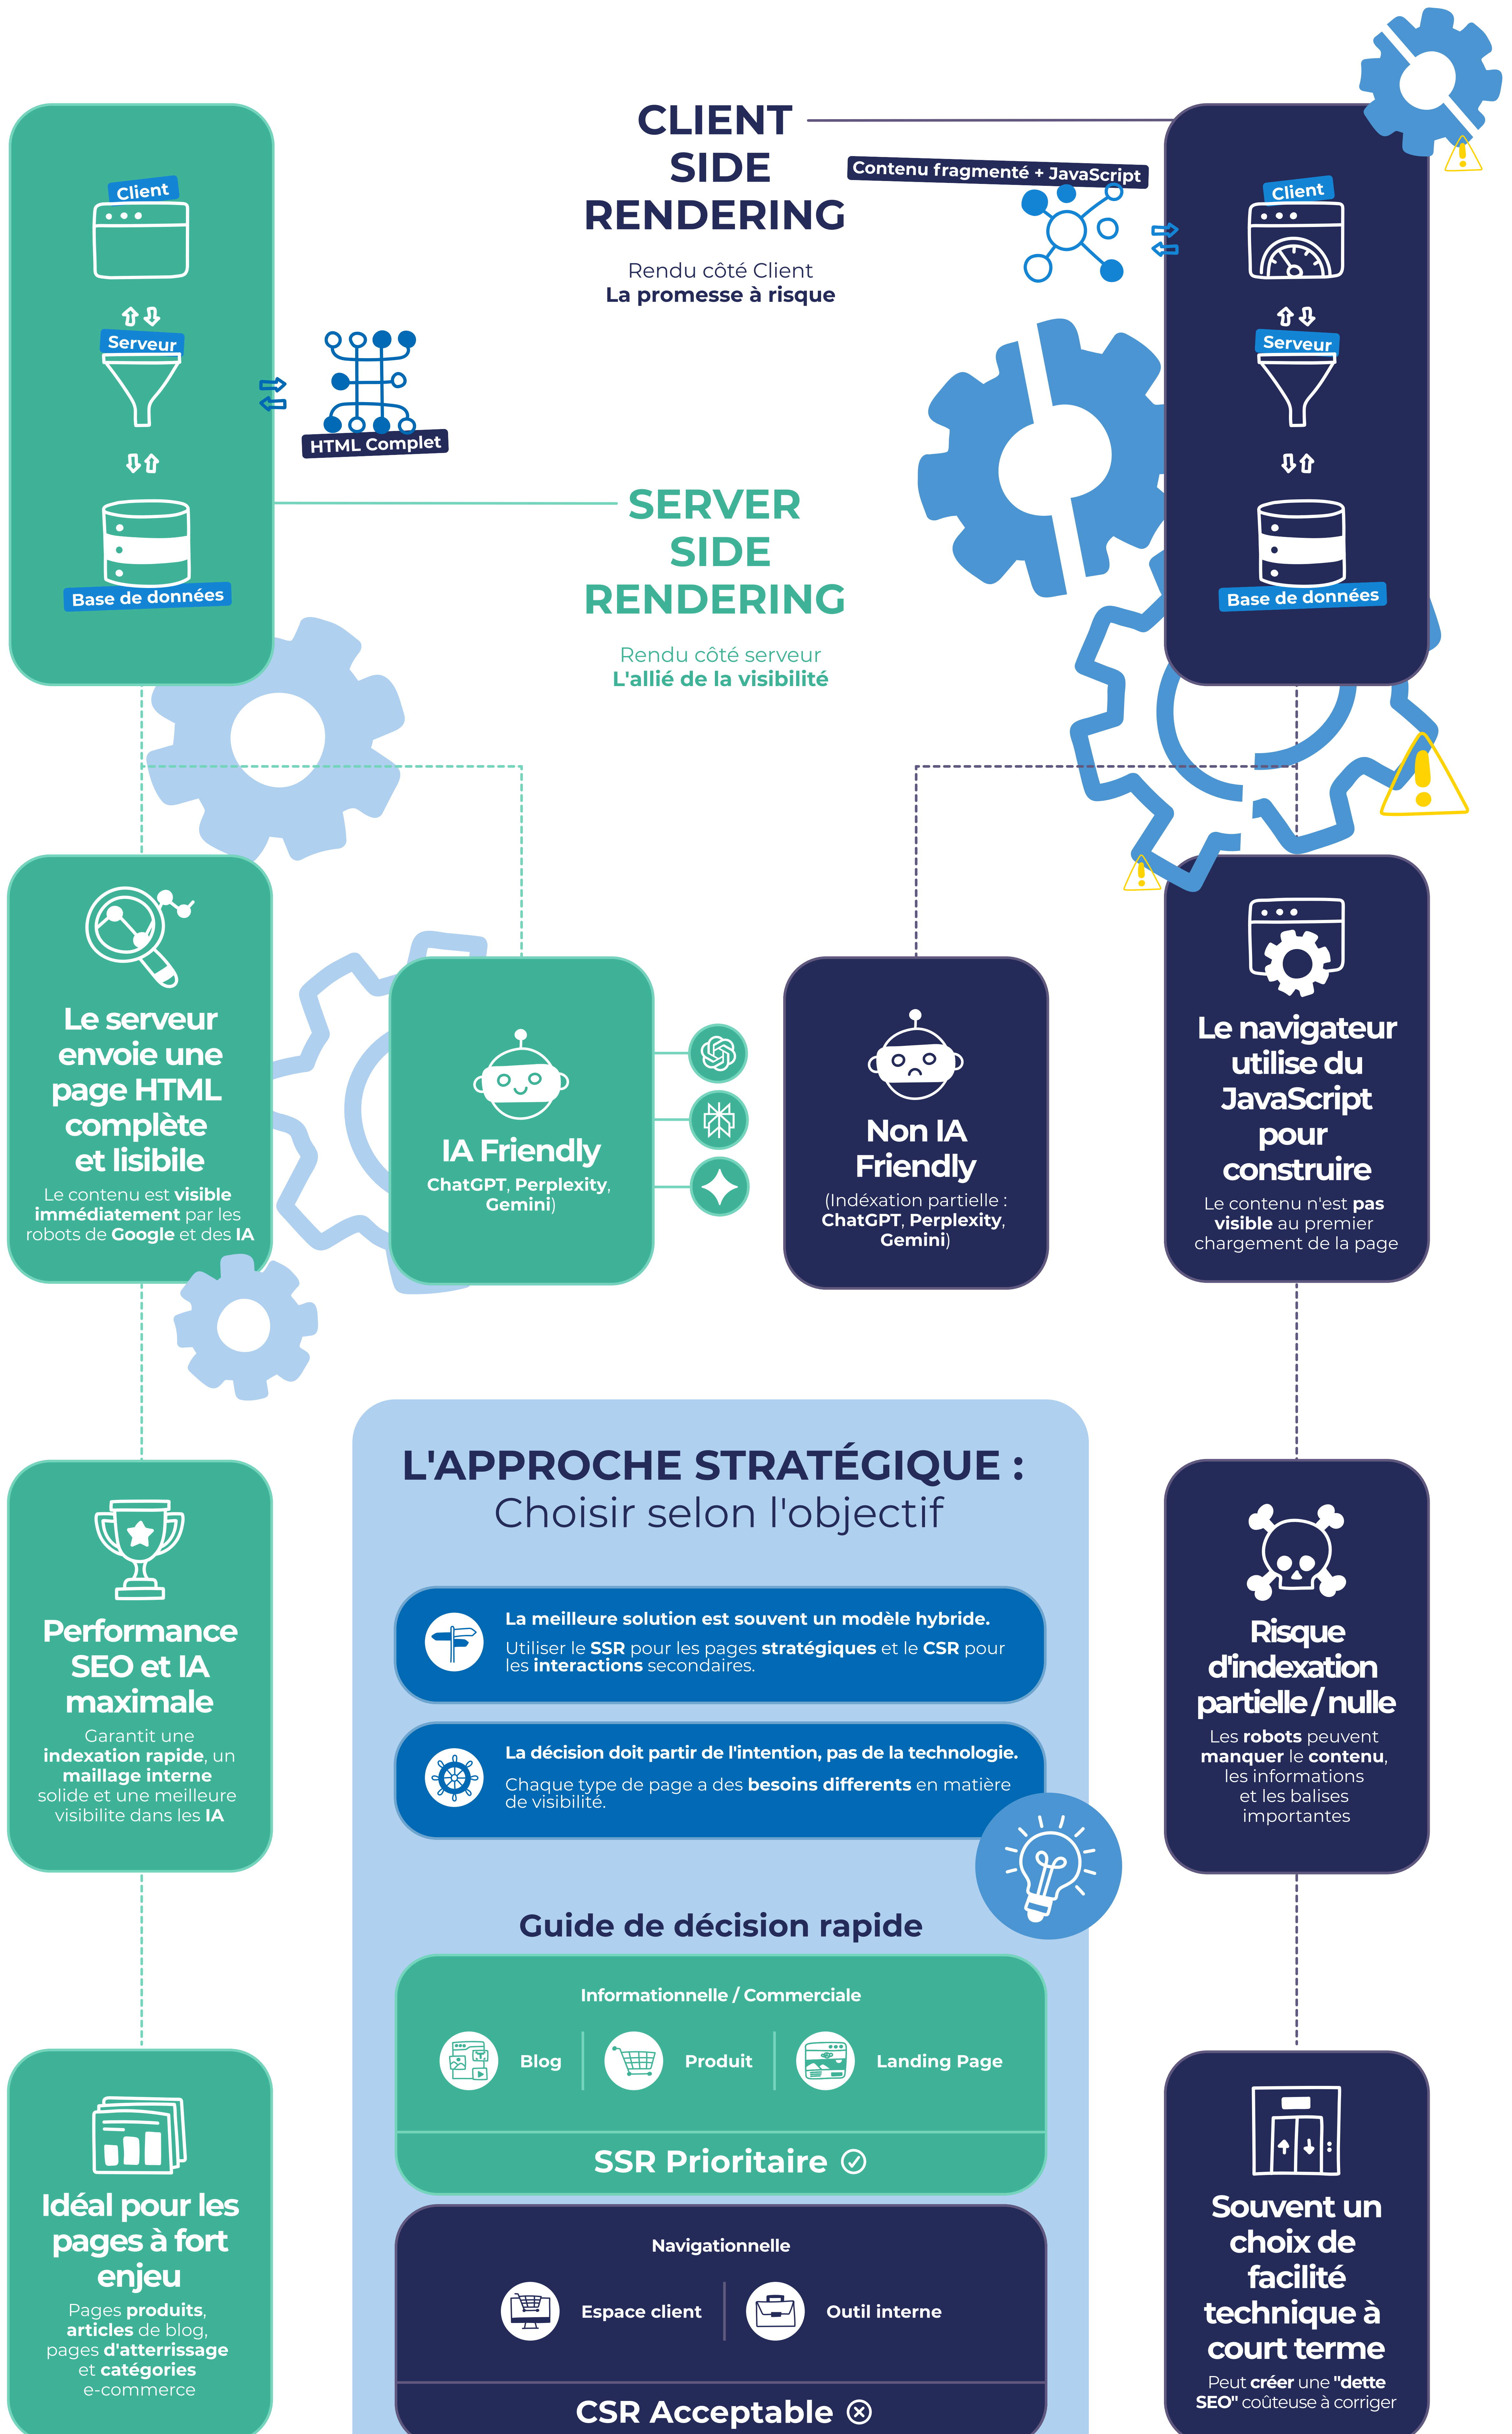 CLIENT
SIDE
RENDERING
Rendu côté Client
La promesse à risque
Contenu fragmenté + JavaScript
Client
Serveur
Base de données
Client
Serveur
Base de données
HTML Complet
SERVER
SIDE
RENDERING
Rendu côté serveur
L'allié de la visibilité
Le serveur
envoie une
page HTML
complète
et lisibile
Le contenu est visible
immédiatement par les
robots de Google et des IA
IA Friendly
ChatGPT, Perplexity,
Gemini)
Non IA
Friendly
(Indéxation partielle :
ChatGPT, Perplexity,
Gemini)
Le navigateur
utilise du
JavaScript
pour
construire
Le contenu n'est pas
visible au premier
chargement de la page
Performance
SEO et IA
maximale
Garantit une
indexation rapide, un
maillage interne
solide et une meilleure
visibilite dans les IA
L'APPROCHE STRATÉGIQUE :
Choisir selon l'objectif
La meilleure solution est souvent un modèle hybride.
Utiliser le SSR pour les pages stratégiques et le CSR pour
les interactions secondaires.
La décision doit partir de l'intention, pas de la technologie.
Chaque type de page a des besoins differents en matière
de visibilité.
Risque
d'indexation
partielle / nulle
Les robots peuvent
manquer le contenu,
les informations
et les balises
importantes
Guide de décision rapide
Informationnelle / Commerciale
Blog
Produit
Landing Page
SSR Prioritaire
Navigationnelle
Espace client
Outil interne
CSR Acceptable
Idéal pour les
pages à fort
enjeu
Pages produits,
articles de blog,
pages d'atterrissage
et catégories
e-commerce
Souvent un
choix de
facilité
technique à
court terme
Peut créer une "dette
SEO" coûteuse à corriger